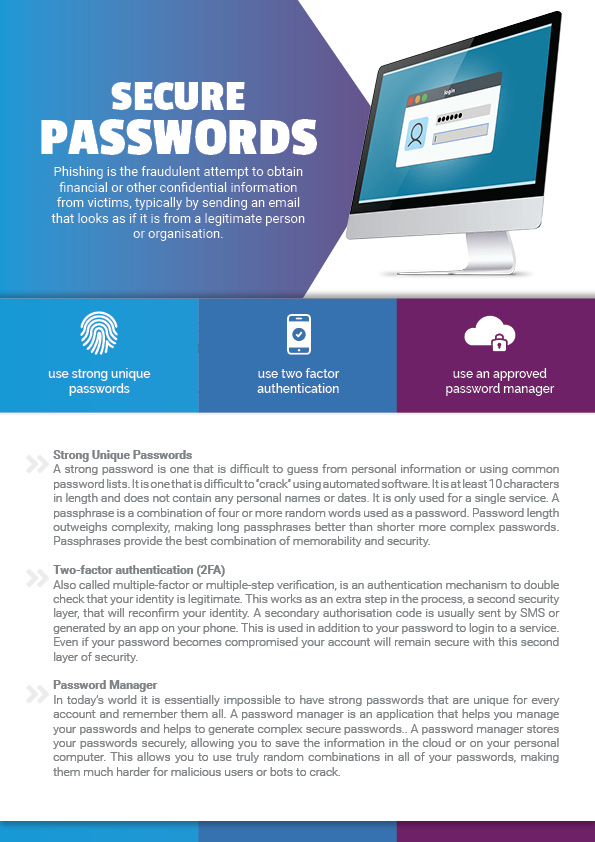 SECURE
PASSWORDS
Phishing is the fraudulent attempt to obtain
financial or other confidential information
from victims, typically by sending an email
that looks as if it is from a legitimate person
or organisation.
login
use strong unique
passwords
use two factor
authentication
use an approved
password manager
Strong Unique Passwords
A strong password is one that is difficult to guess from personal information or using common
password lists. It is one that is difficult to “crack” using automated software. It is at least 10 characters
in length and does not contain any personal names or dates. It is only used for a single service. A
passphrase is a combination of four or more random words used as a password. Password length
outweighs complexity, making long passphrases better than shorter more complex passwords.
Passphrases provide the best combination of memorability and security.
Two-factor authentication (2FA)
Also called multiple-factor or multiple-step verification, is an authentication mechanism to double
check that your identity is legitimate. This works as an extra step in the process, a second security
layer, that will reconfirm your identity. A secondary authorisation code is usually sent by SMS or
generated by an app on your phone. This is used in addition to your password to login to a service.
Even if your password becomes compromised your account will remain secure with this second
layer of security.
Password Manager
In today’s world it is essentially impossible to have strong passwords that are unique for every
account and remember them all. A password manager is an application that helps you manage
your passwords and helps to generate complex secure passwords.. A password manager stores
your passwords securely, allowing you to save the information in the cloud or on your personal
computer. This allows you to use truly random combinations in all of your passwords, making
them much harder for malicious users or bots to crack.